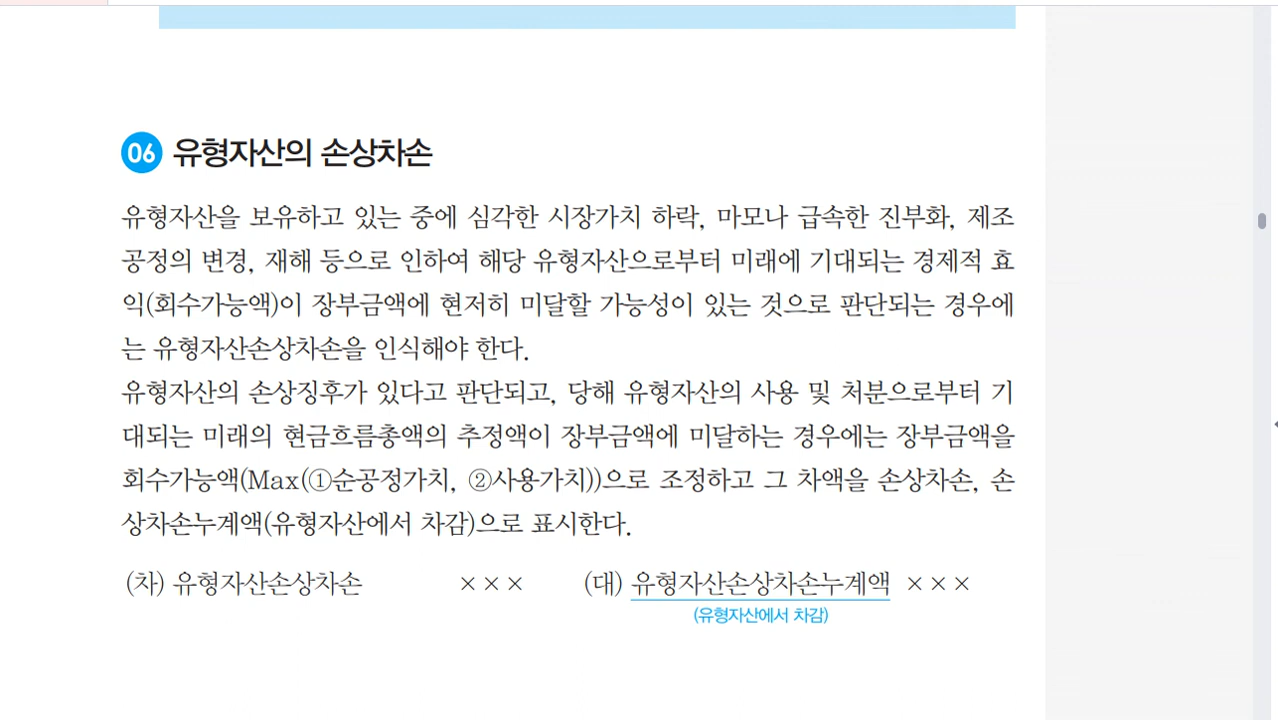 06 유형자산의 손상차손
유형자산을 보유하고 있는 중에 심각한 시장가치 하락, 마모나 급속한 진부화, 제조
공정의 변경, 재해 등으로 인하여 해당 유형자산으로부터 미래에 기대되는 경제적 효
익(회수가능액)이 장부금액에 현저히 미달할 가능성이 있는 것으로 판단되는 경우에
는 유형자산손상차손을 인식해야 한다.
유형자산의 손상징후가 있다고 판단되고, 당해 유형자산의 사용 및 처분으로부터 기
대되는 미래의 현금흐름총액의 추정액이 장부금액에 미달하는 경우에는 장부금액을
회수가능액(Max(①순공정가치, ②사용가치))으로 조정하고 그 차액을 손상차손, 손
상차손누계액(유형자산에서 차감)으로 표시한다.
(차) 유형자산손상차손 ××× (대) 유형자산손상차손누계액 ×××
(유형자산에서 차감)